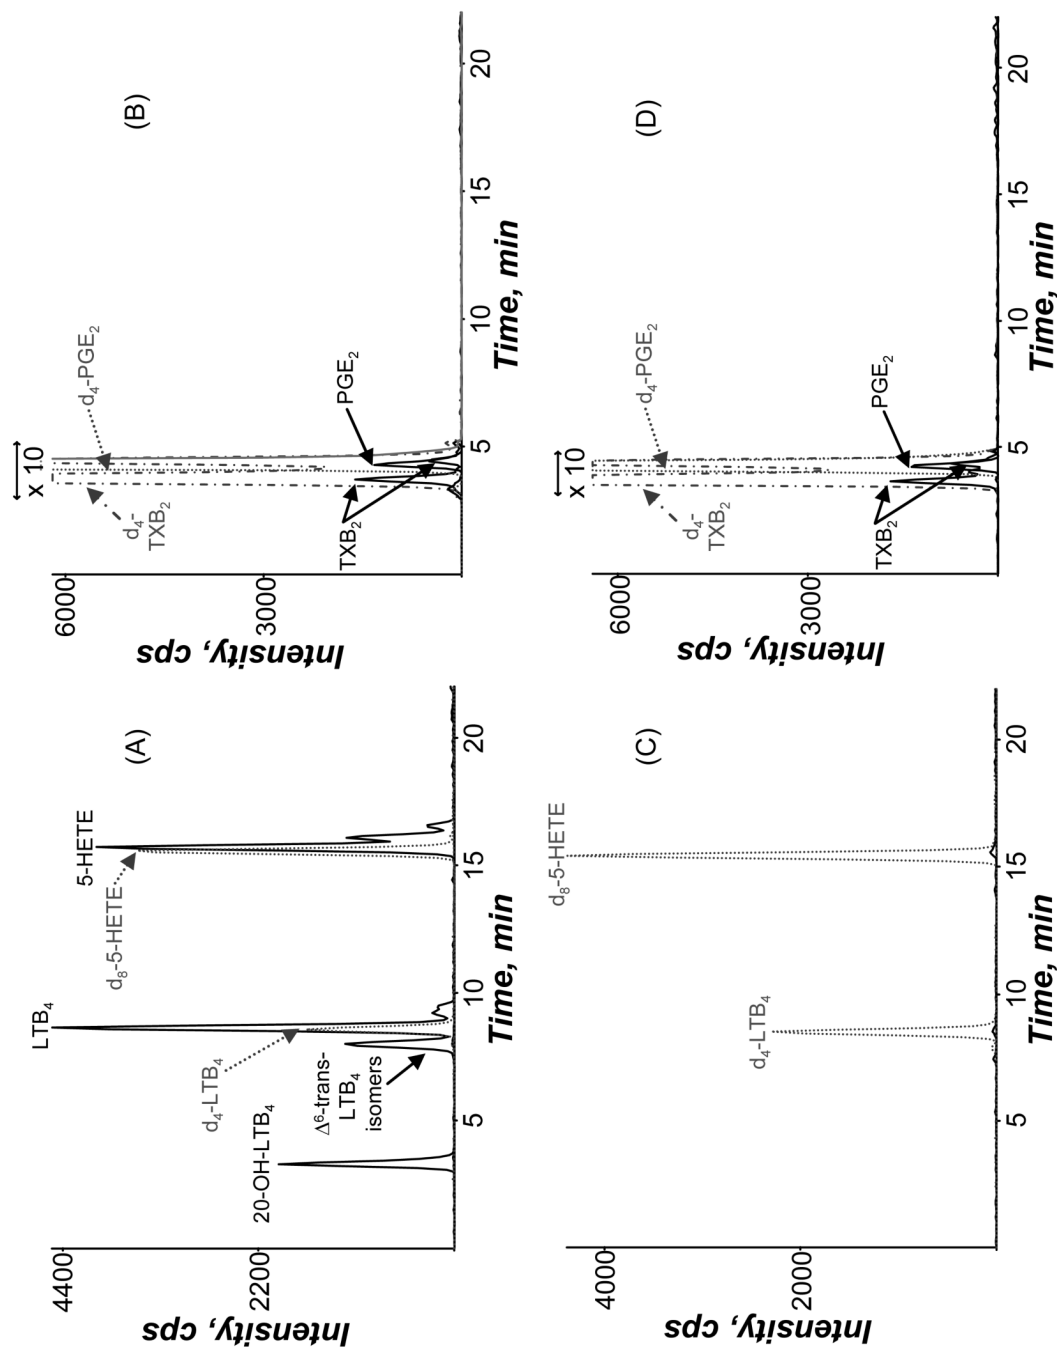 (A)
Intensity, cps
4400
2200
LTB4
d4-LTB4
20-OH-LTB4
Δ6-trans-
LTB4
isomers
5-HETE
d8-5-HETE
5
10
15
20
Time, min
(B)
Intensity, cps
6000
3000
x 10
d4-
TXB2
d4-PGE2
TXB2
PGE2
5
10
15
20
Time, min
(C)
Intensity, cps
4000
2000
d4-LTB4
d8-5-HETE
5
10
15
20
Time, min
(D)
Intensity, cps
6000
3000
x 10
d4-
TXB2
d4-PGE2
TXB2
PGE2
5
10
15
20
Time, min